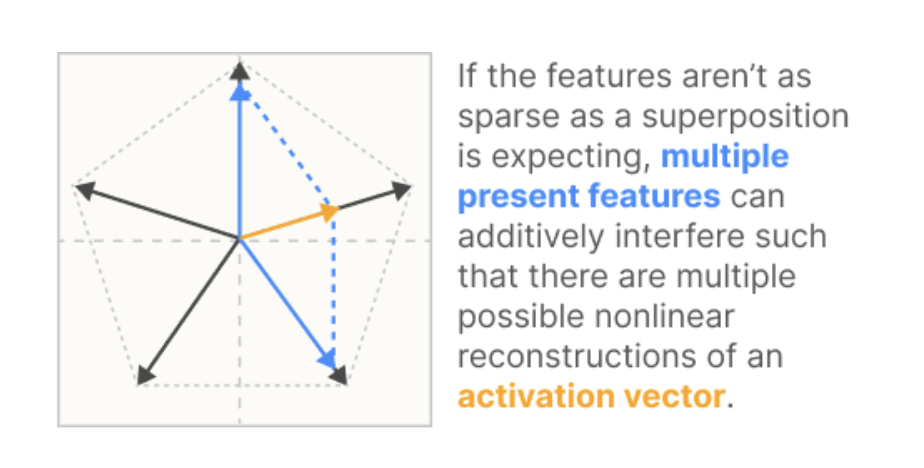 If the features aren’t as
sparse as a superposition
is expecting, multiple
present features can
additively interfere such
that there are multiple
possible nonlinear
reconstructions of an
activation vector.